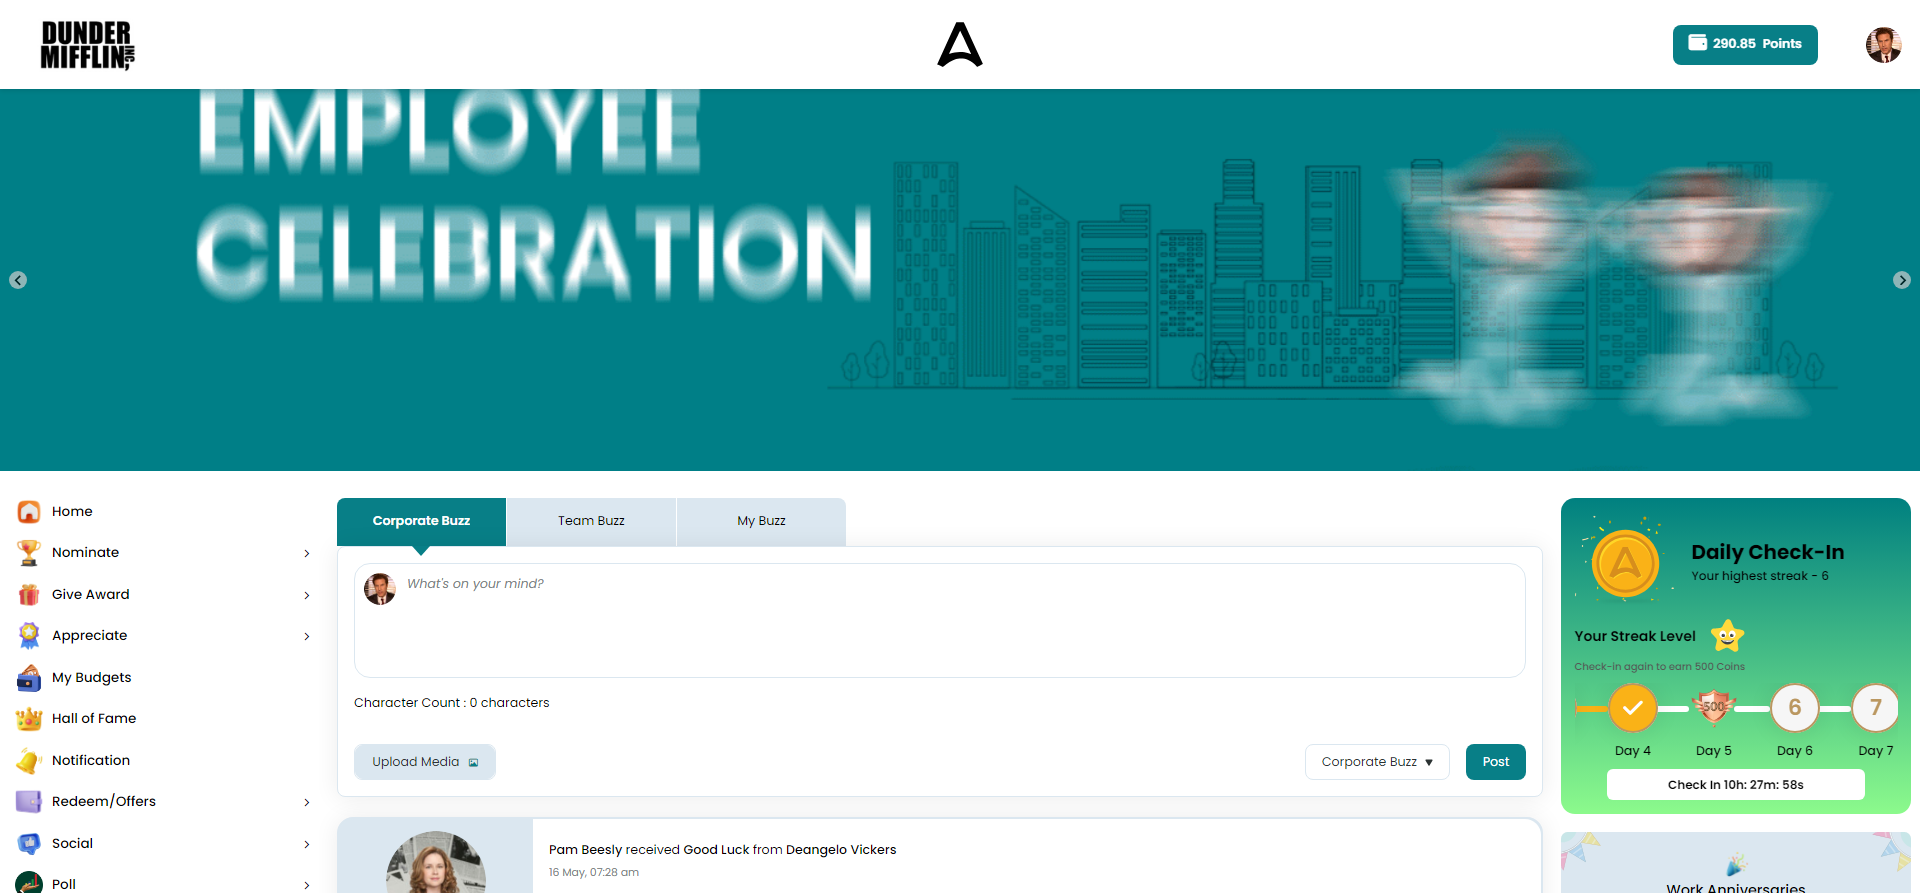 DUNDER
MIFFLIN INC,
290.85 Points
EMPLOYEE
CELEBRATION
Home
Nominate
Give Award
Appreciate
My Budgets
Hall of Fame
Notification
Redeem/Offers
Social
Poll
Corporate Buzz
Team Buzz
My Buzz
What's on your mind?
Character Count : 0 characters
Upload Media
Corporate Buzz ▼
Post
Pam Beesly received Good Luck from Deangelo Vickers
16 May, 07:28 am
Daily Check-In
Your highest streak - 6
Your Streak Level
Check-in again to earn 500 Coins
500
6
7
Day 4
Day 5
Day 6
Day 7
Check In 10h: 27m: 58s
Work Anniversaries